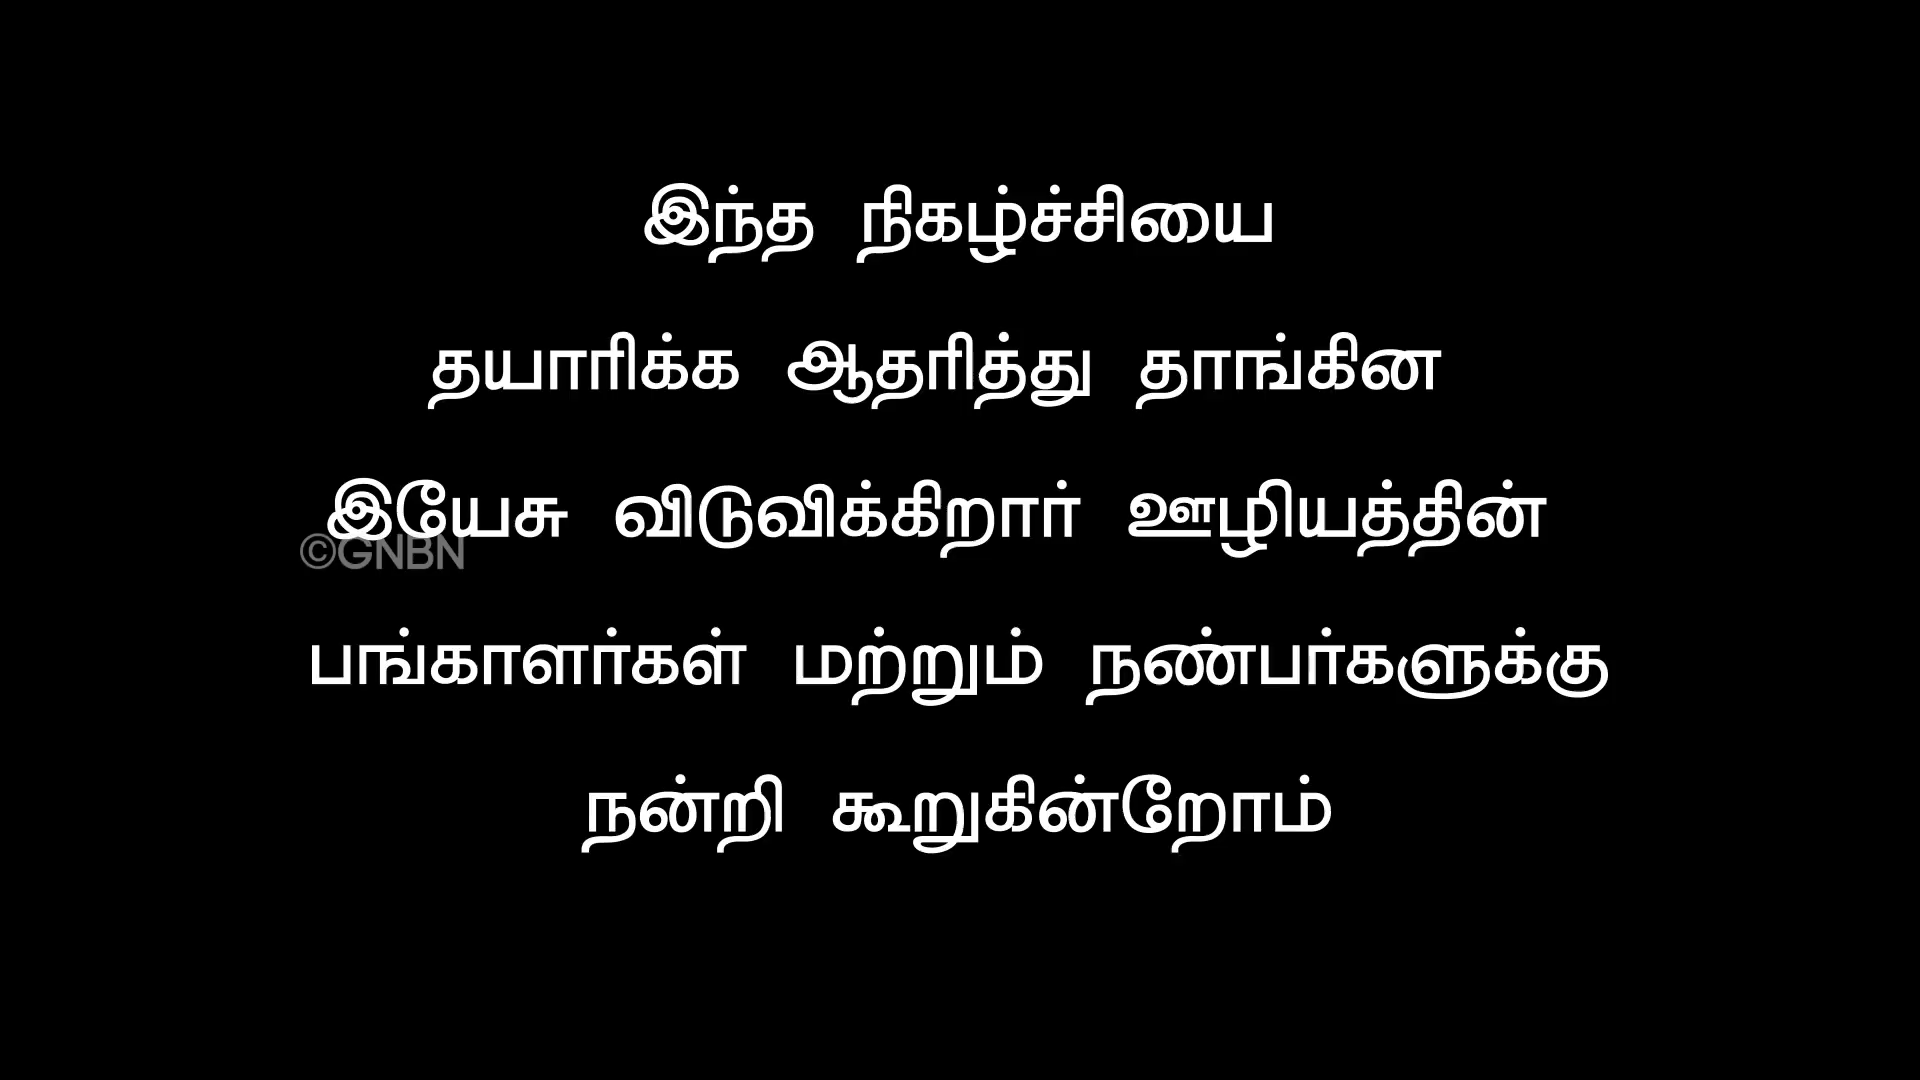 இந்த நிகழ்ச்சியை
தயாரிக்க ஆதரித்து தாங்கின
இயேசு விடுவிக்கிறார் ஊழியத்தின்
©GNBN
பங்காளர்கள் மற்றும் நண்பர்களுக்கு
நன்றி கூறுகின்றோம்